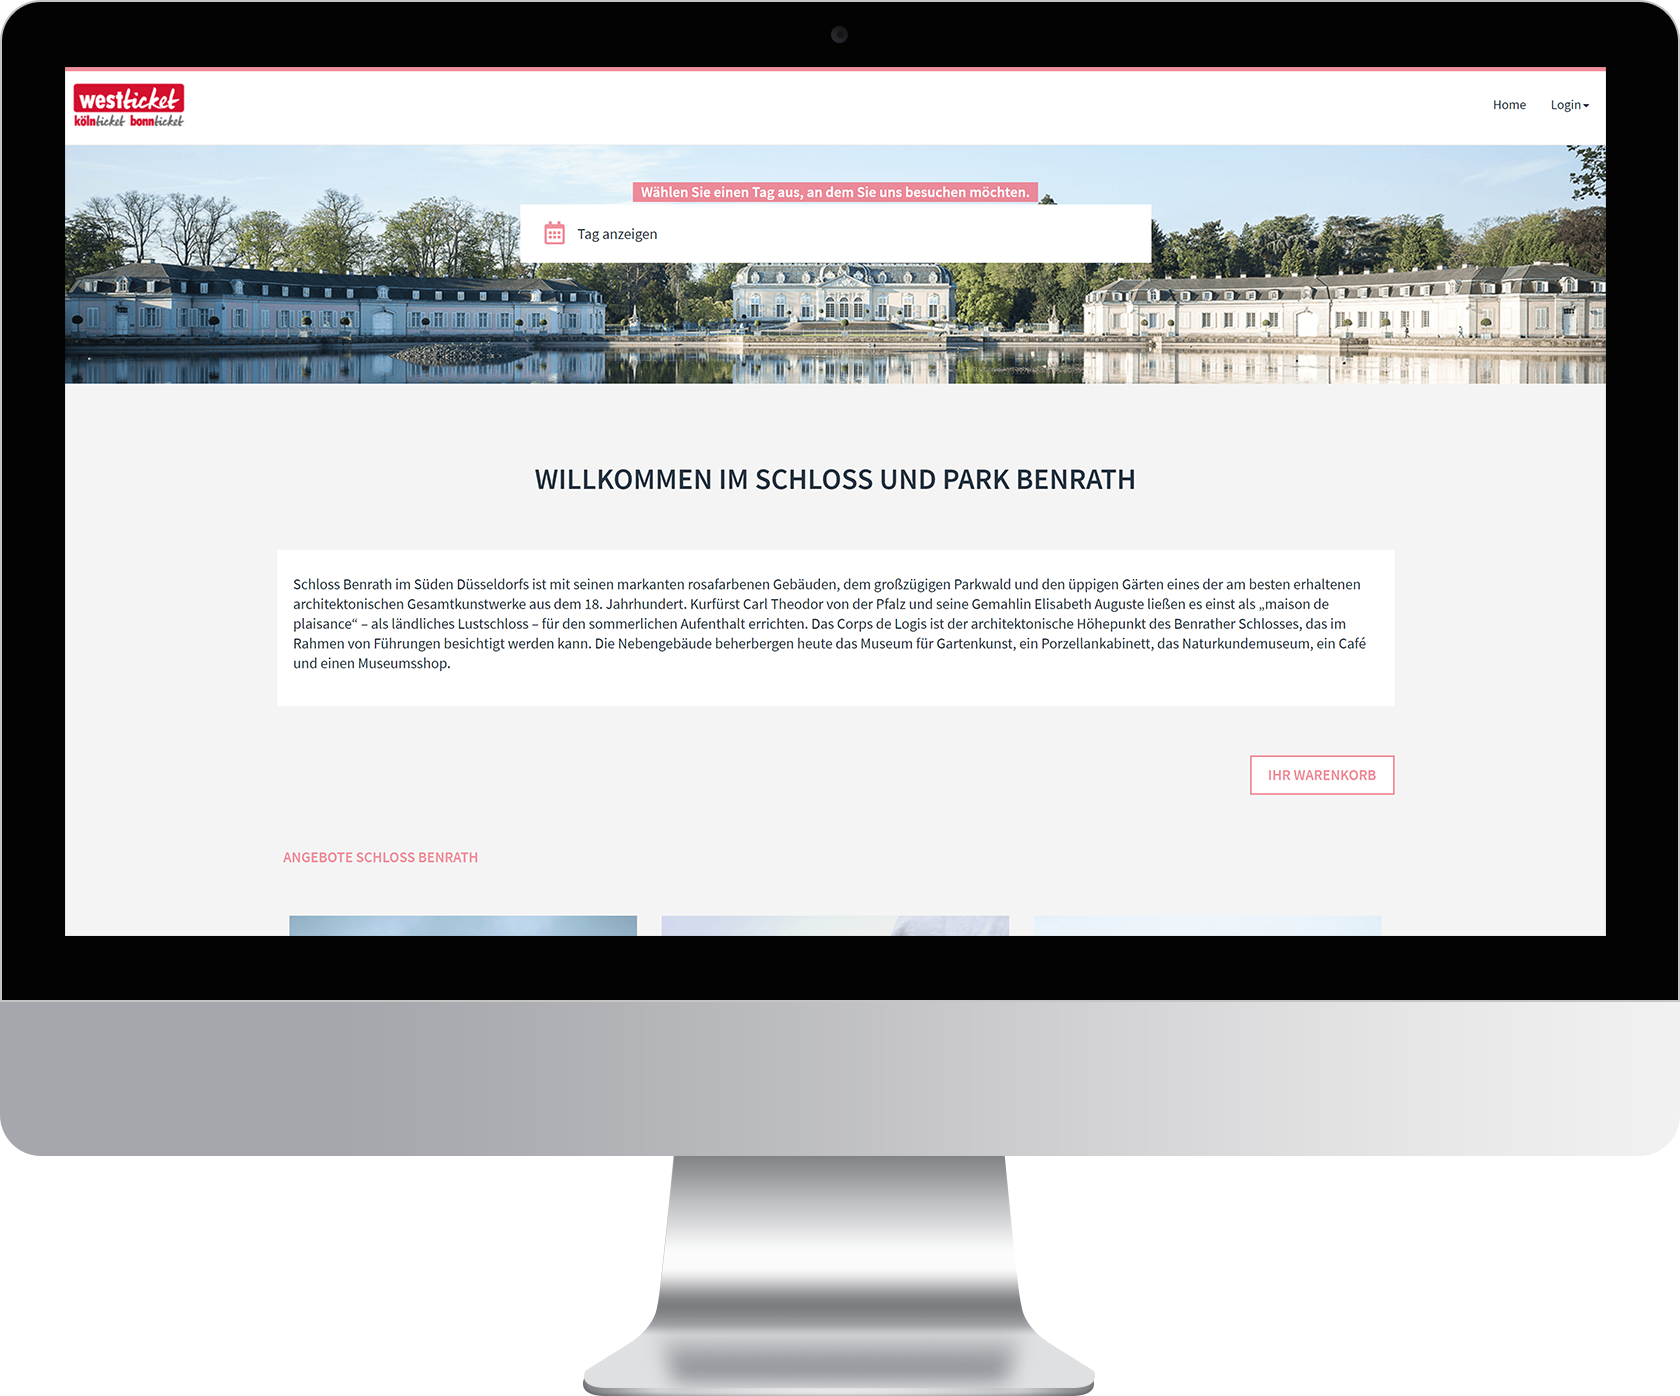 westticket
kölnticket bonnticket
Home Login
Wählen Sie einen Tag aus, an dem Sie uns besuchen möchten.
Tag anzeigen
WILLKOMMEN IM SCHLOSS UND PARK BENRATH
Schloss Benrath im Süden Düsseldorfs ist mit seinen markanten rosafarbenen Gebäuden, dem großzügigen Parkwald und den üppigen Gärten eines der am besten erhaltenen
architektonischen Gesamtkunstwerke aus dem 18. Jahrhundert. Kurfürst Carl Theodor von der Pfalz und seine Gemahlin Elisabeth Auguste ließen es einst als „maison de
plaisance“ – als ländliches Lustschloss – für den sommerlichen Aufenthalt errichten. Das Corps de Logis ist der architektonische Höhepunkt des Benrather Schlosses, das im
Rahmen von Führungen besichtigt werden kann. Die Nebengebäude beherbergen heute das Museum für Gartenkunst, ein Porzellankabinett, das Naturkundemuseum, ein Café
und einen Museumsshop.
IHR WARENKORB
ANGEBOTE SCHLOSS BENRATH